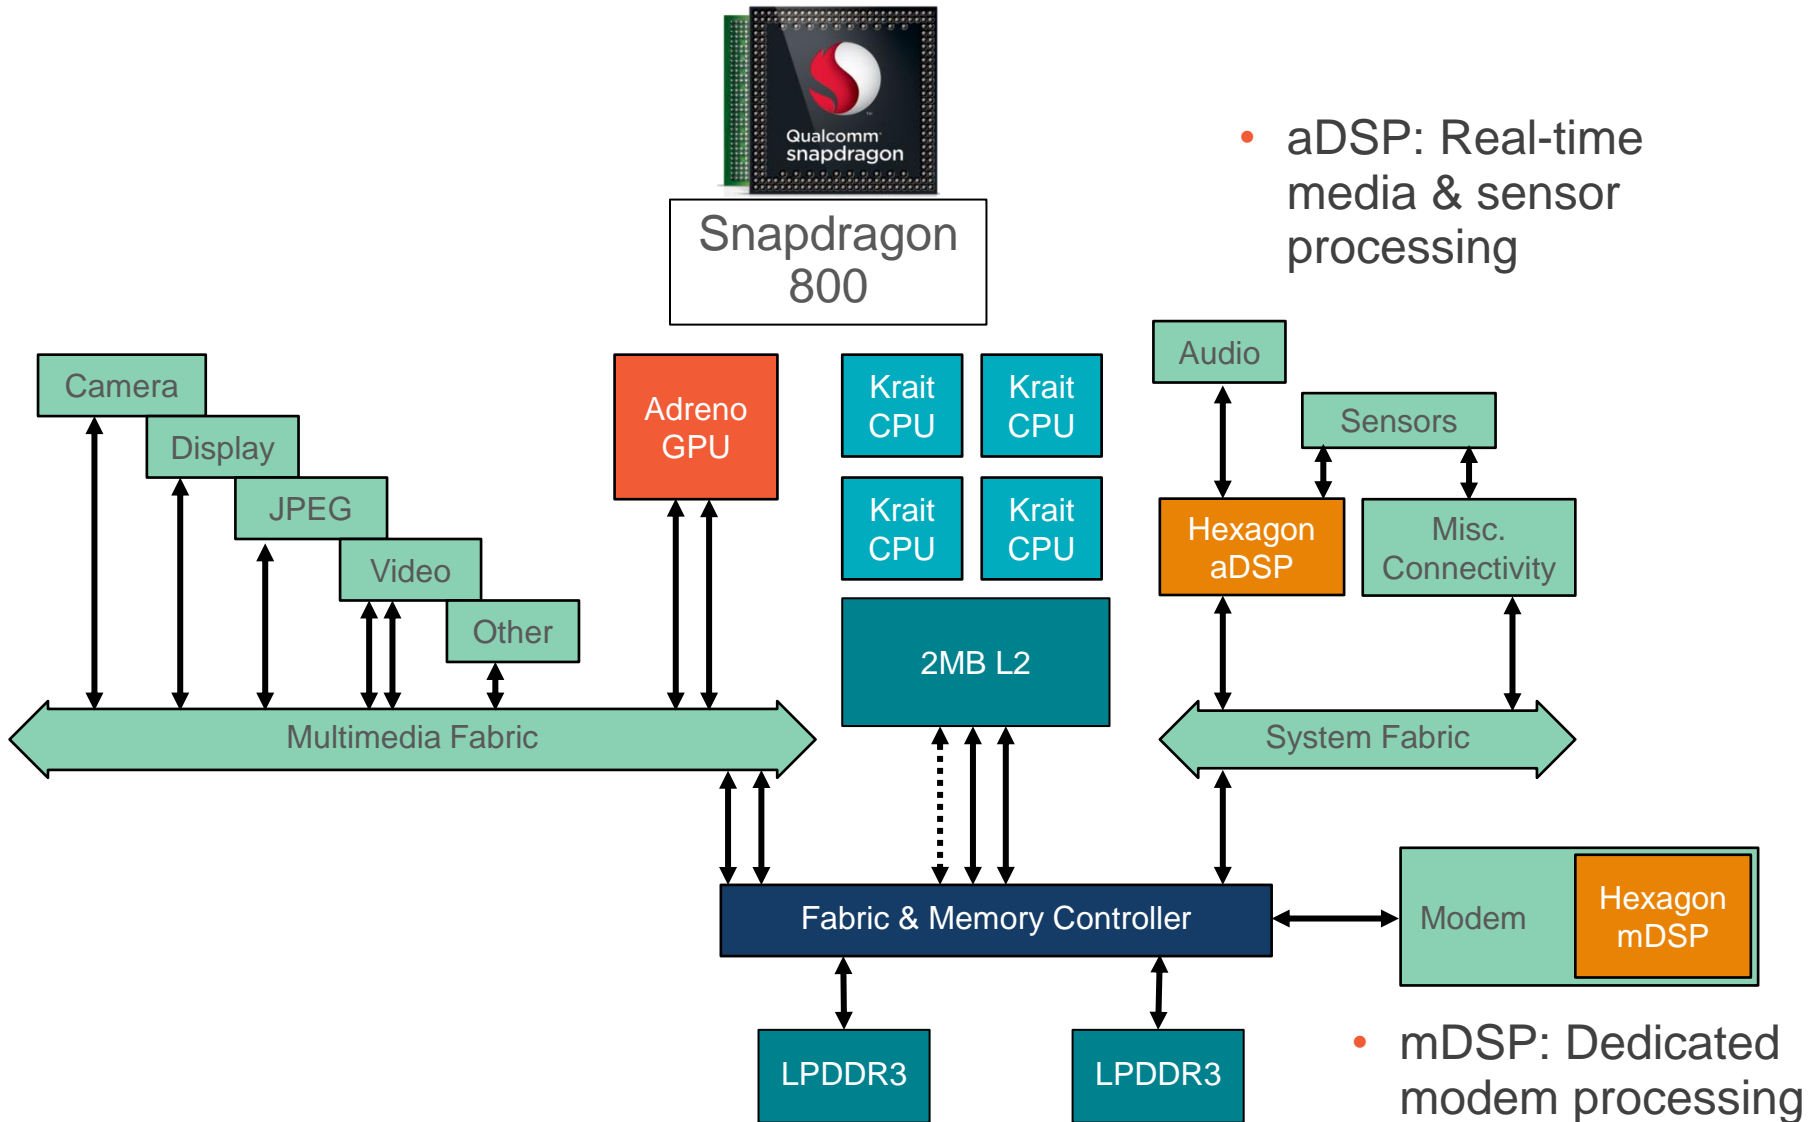 Qualcomm
snapdragon
Snapdragon
800
• aDSP: Real-time
media & sensor
processing
Camera
Display
JPEG
Video
Other
Adreno
GPU
Krait
CPU
Krait
CPU
Krait
CPU
Krait
CPU
2MB L2
Audio
Sensors
Hexagon
aDSP
Misc.
Connectivity
Multimedia Fabric
System Fabric
Fabric & Memory Controller
Modem
Hexagon
mDSP
LPDDR3
LPDDR3
• mDSP: Dedicated
modem processing